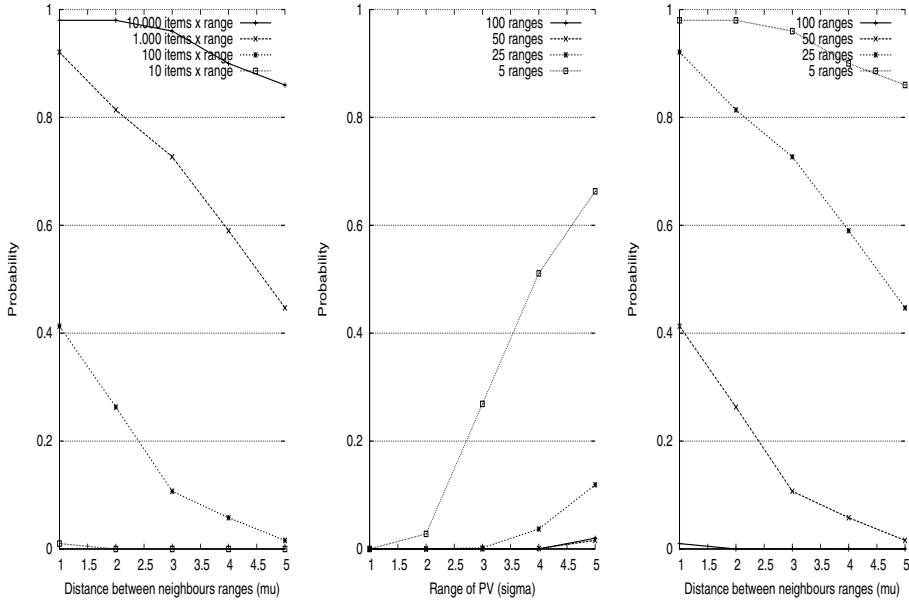 Probability
1
0.8
0.6
0.4
0.2
0
1 1.5 2 2.5 3 3.5 4 4.5 5
Distance between neighbours ranges (mu)
10.000 items x range
1.000 items x range
100 items x range
10 items x range
Probability
1
0.8
0.6
0.4
0.2
0
1 1.5 2 2.5 3 3.5 4 4.5 5
Range of PV (sigma)
100 ranges
50 ranges
25 ranges
5 ranges
Probability
1
0.8
0.6
0.4
0.2
0
1 1.5 2 2.5 3 3.5 4 4.5 5
Distance between neighbours ranges (mu)
100 ranges
50 ranges
25 ranges
5 ranges